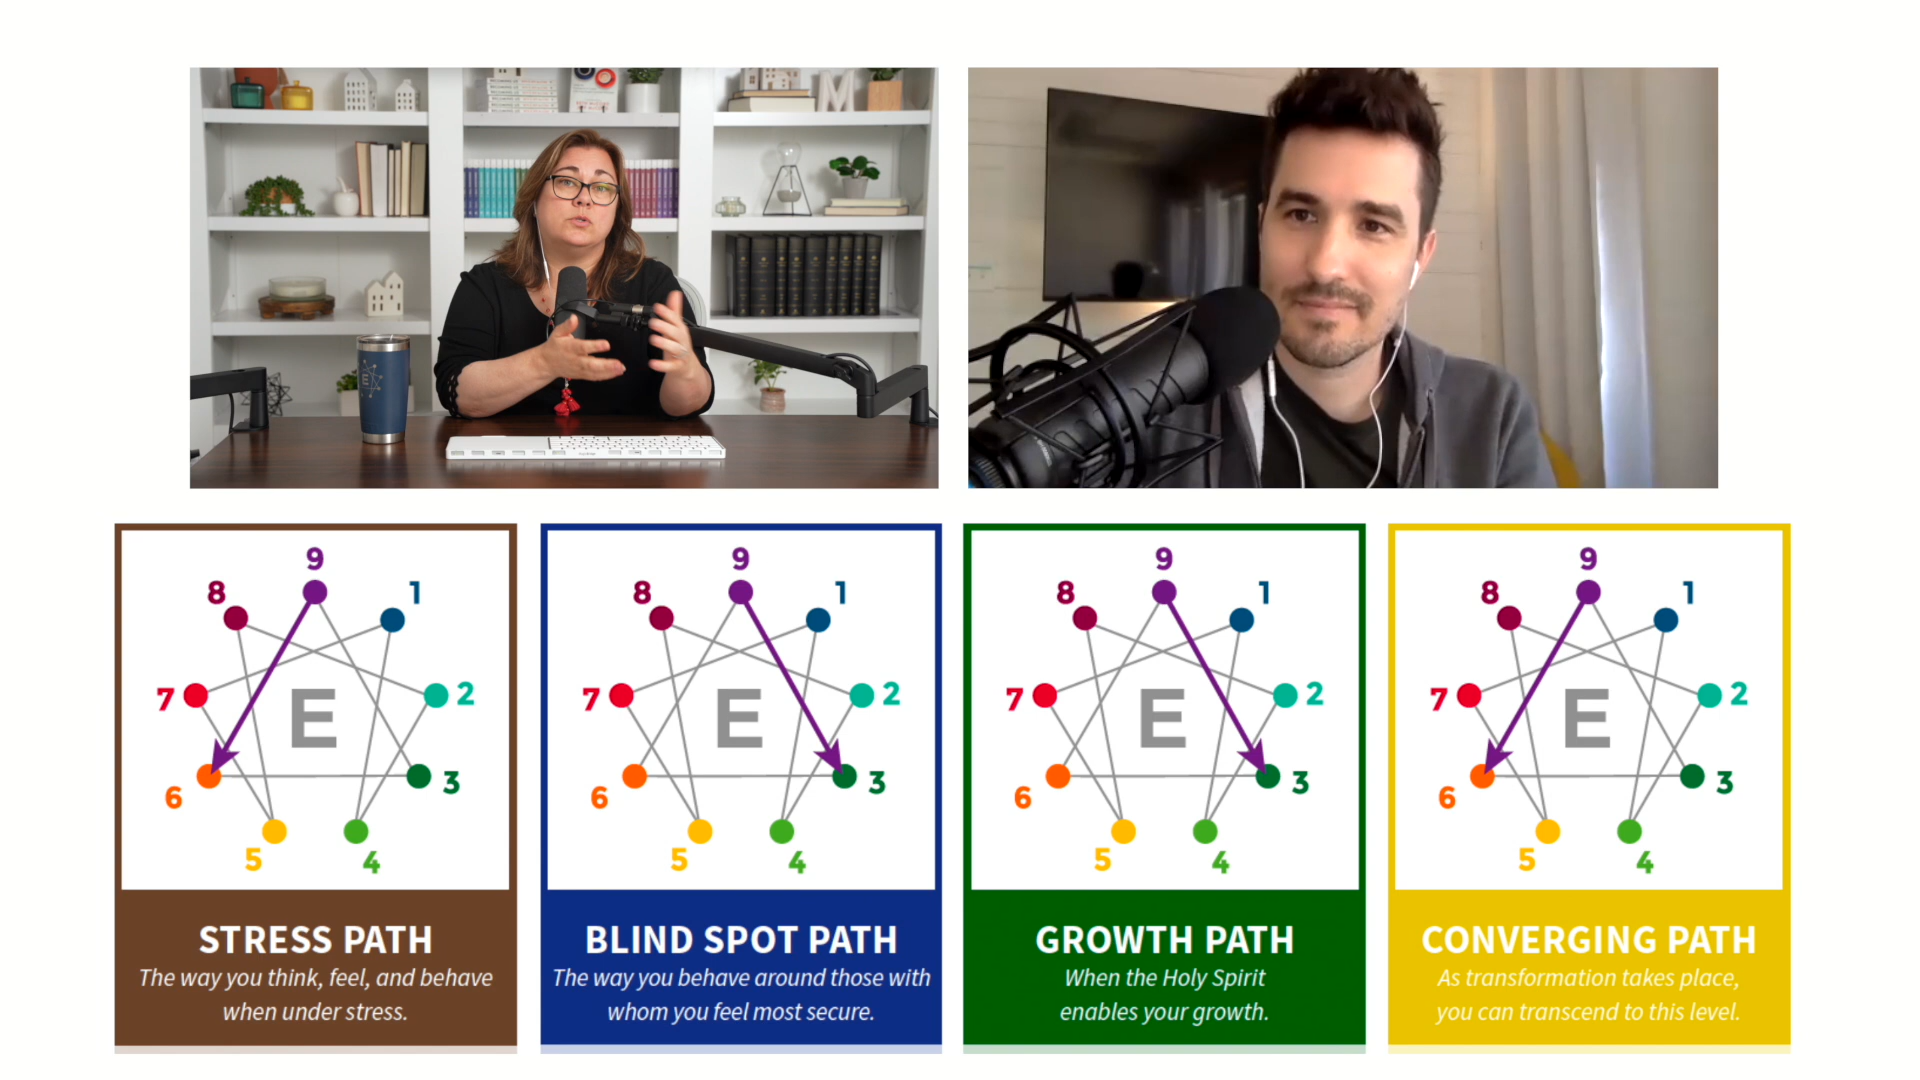 M
E
9
8
1
7
2
E
6
3
5
4
STRESS PATH
The way you think, feel, and behave
when under stress.
9
8
1
7
2
E
6
3
5
4
BLIND SPOT PATH
The way you behave around those with
whom you feel most secure.
9
8
1
7
2
E
6
3
5
4
GROWTH PATH
When the Holy Spirit
enables your growth.
9
8
1
7
2
E
6
3
5
4
CONVERGING PATH
As transformation takes place,
you can transcend to this level.